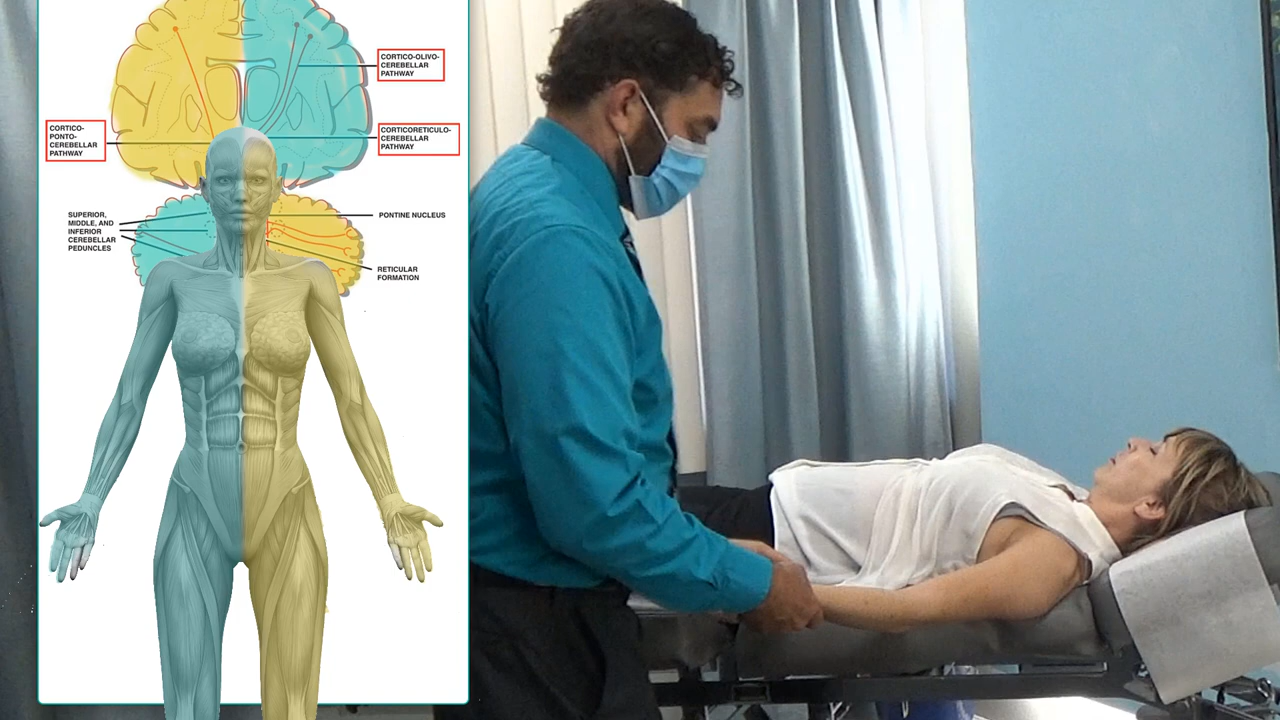 CORTICO-OLIVO-
CEREBELLAR
PATHWAY
CORTICO-
PONTO-
CEREBELLAR
PATHWAY
CORTICORETICULO-
CEREBELLAR
PATHWAY
SUPERIOR,
MIDDLE, AND
INFERIOR
CEREBELLAR
PEDUNCLES
PONTINE NUCLEUS
RETICULAR
FORMATION